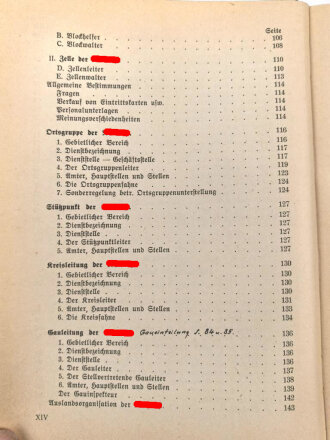 Seite
B. Blockhelfer 106
C. Blockwalter 108
II. Zelle der 110
D. Zellenleiter 110
E. Zellenwalter 113
Allgemeine Bestimmungen 114
Fragen 114
Verkauf von Eintrittskarten usw. 114
Personalunterlagen 114
Meinungsverschiedenheiten 114
Ortsgruppe der 116
1. Gebietlicher Bereich 116
2. Dienstbezeichnung 117
3. Dienststelle — Geschäftsstelle 117
4. Der Ortsgruppenleiter 119
5. Ämter, Hauptstellen und Stellen 123
6. Die Ortsgruppenfahne 124
7. Sonderregelung betr. Ortsgruppenunterstellung 124
Stützpunkt der 127
1. Gebietlicher Bereich 127
2. Dienstbezeichnung 127
3. Dienststelle 127
4. Der Stützpunktleiter 127
5. Ämter, Hauptstellen und Stellen 127
Kreisleitung der 130
1. Gebietlicher Bereich 130
2. Dienstbezeichnung 130
3. Dienststelle 130
4. Der Kreisleiter 131
5. Ämter, Hauptstellen und Stellen 133
6. Die Kreisfahne 134
Gauleitung der Gaueinteilung S. 84 u. 85. 136
1. Gebietlicher Bereich 136
2. Dienstbezeichnung 136
3. Dienststelle 136
4. Der Gauleiter 136
5. Der Stellvertretende Gauleiter 138
6. Ämter, Hauptstellen und Stellen 139
Der Gauinspekteur 142
Auslandsorganisation der 143
XIV